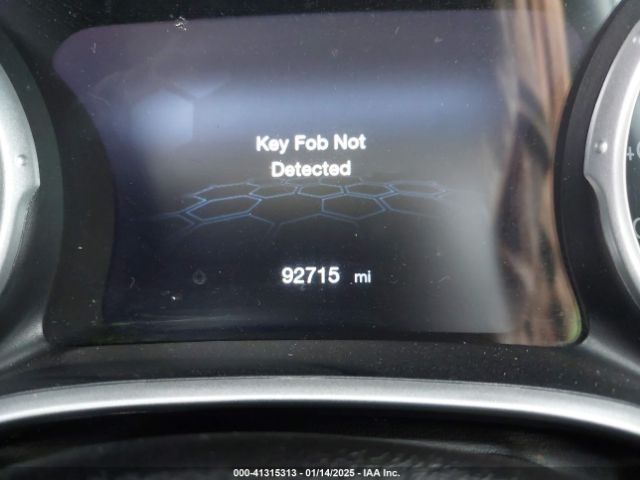 Key Fob Not
Detected
92715 mi
000-41315313 - 01/14/2025 - IAA Inc.